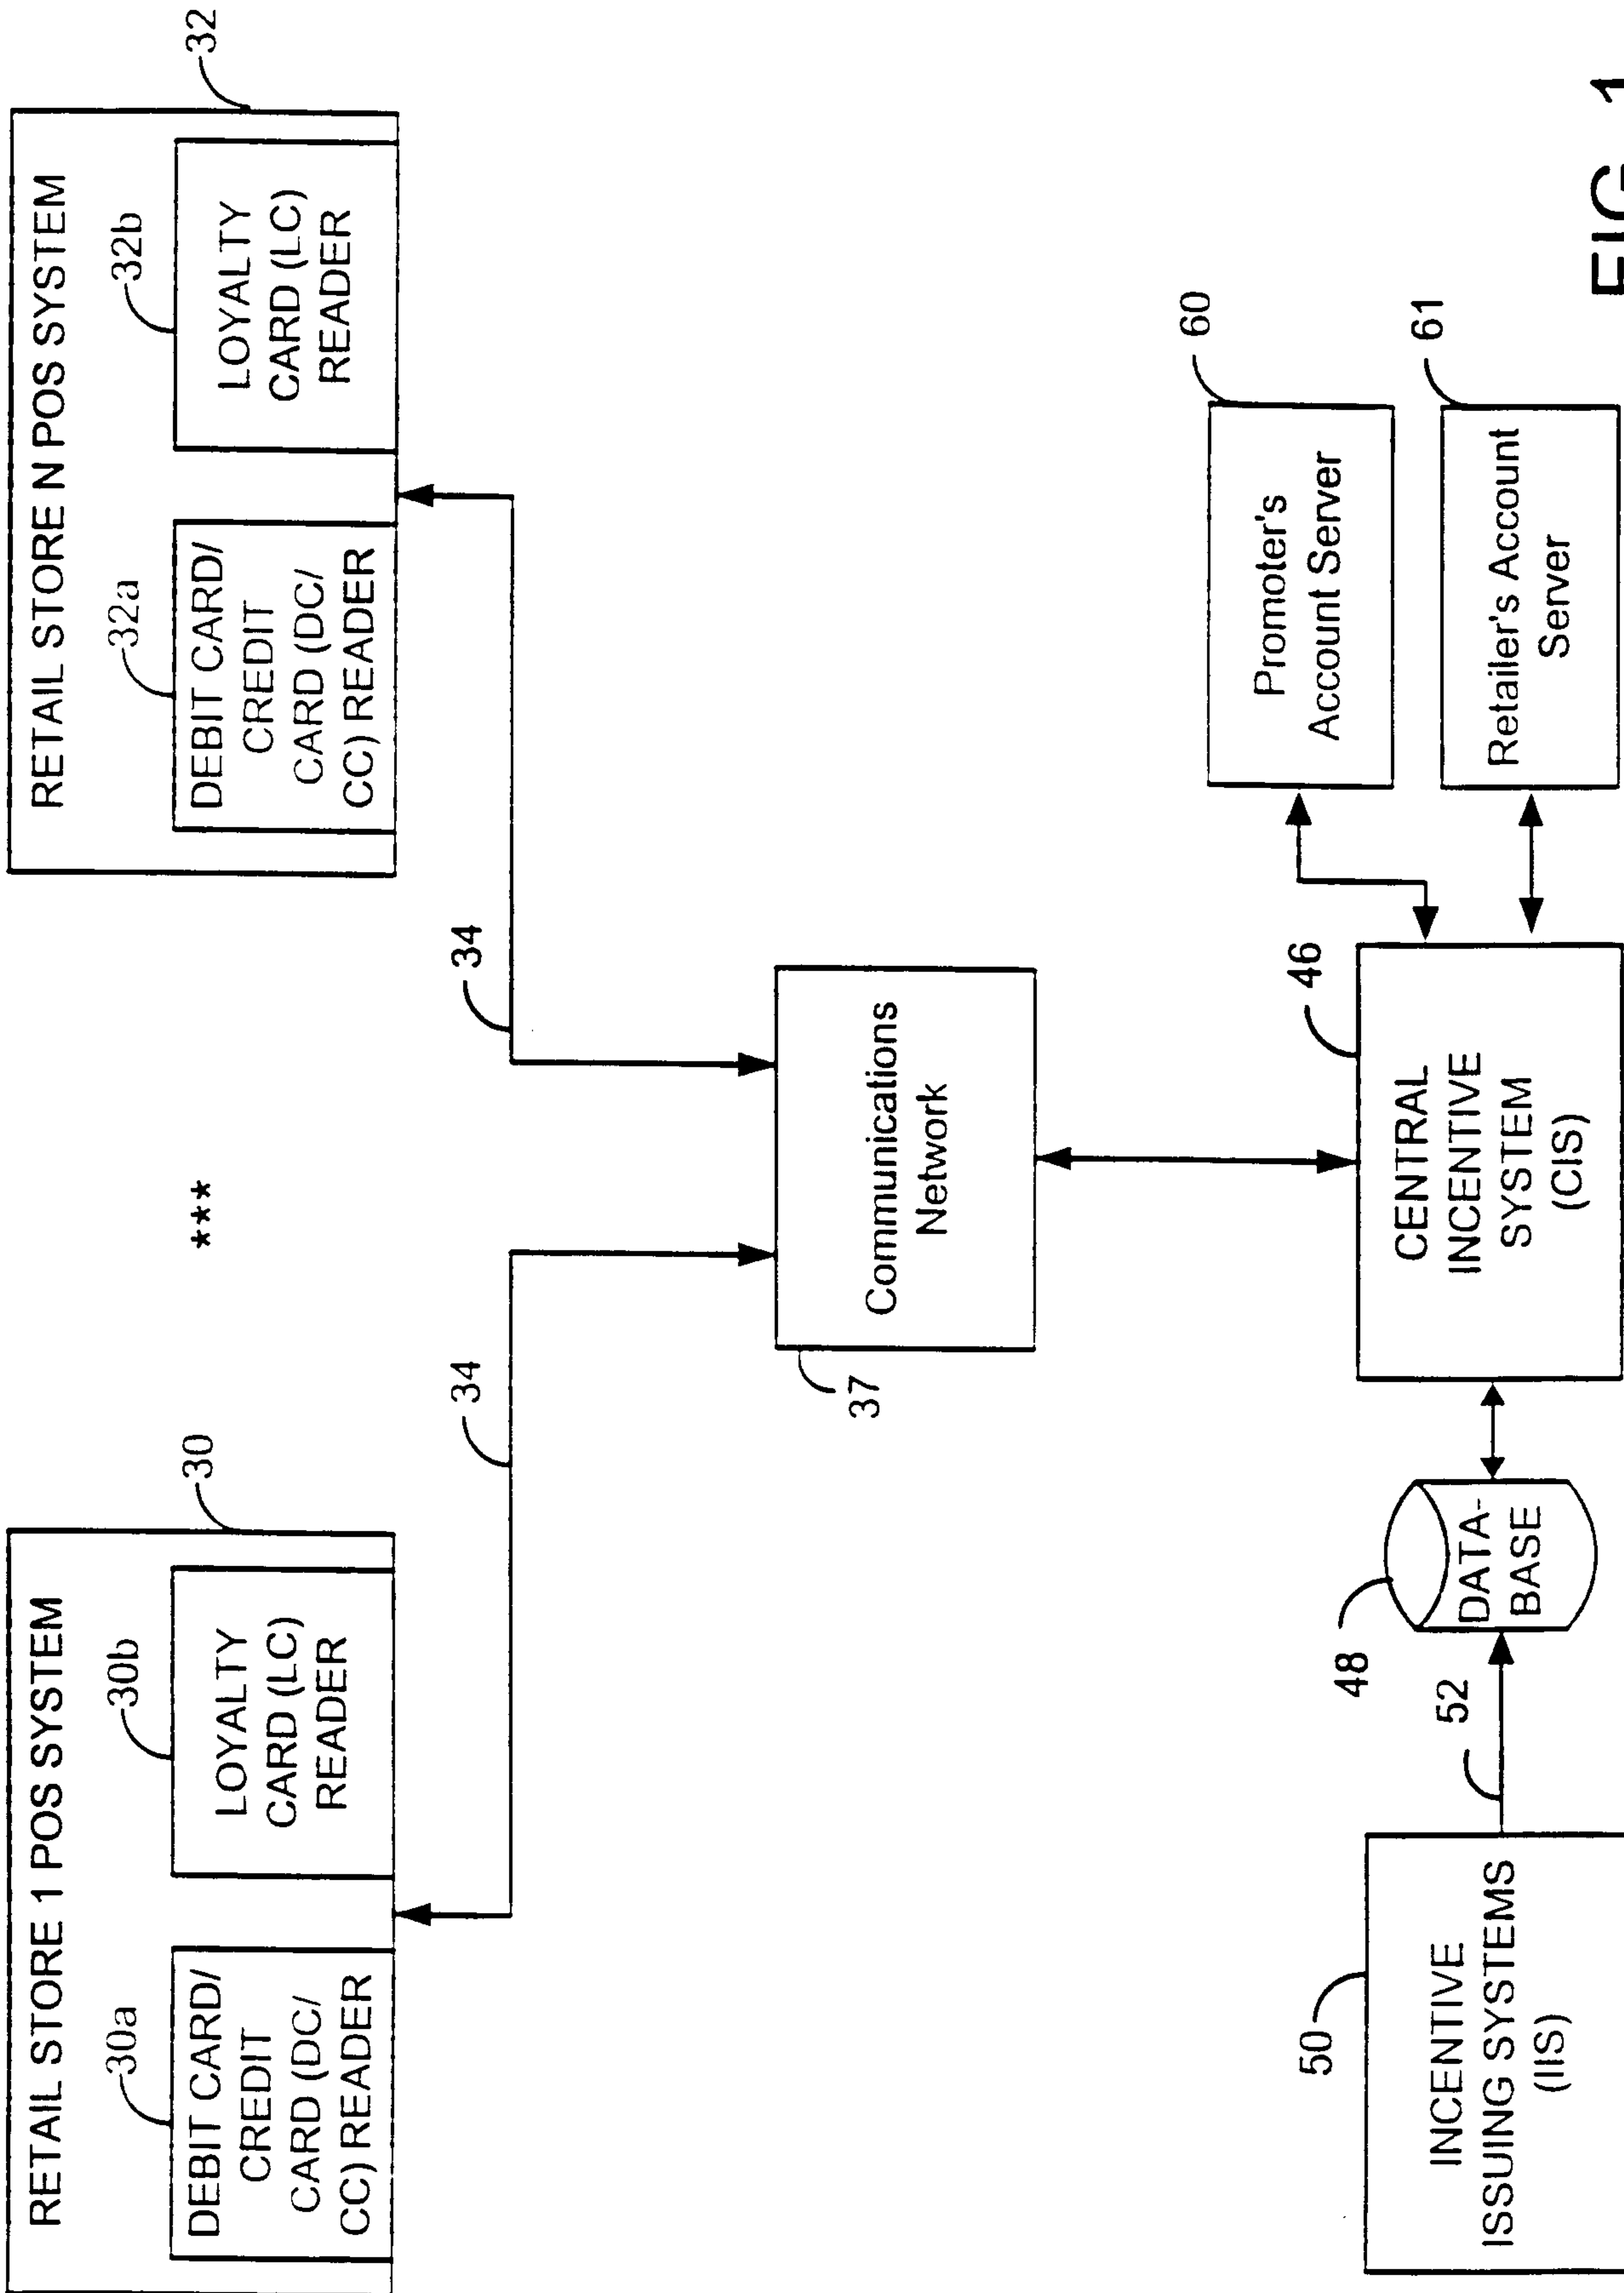 RETAIL STORE 1 POS SYSTEM
30
30a
DEBIT CARD/
CREDIT
CARD (DC/
CC) READER
30b
LOYALTY
CARD (LC)
READER
***
RETAIL STORE N POS SYSTEM
32
32a
DEBIT CARD/
CREDIT
CARD (DC/
CC) READER
32b
LOYALTY
CARD (LC)
READER
34
34
37
Communications
Network
50
INCENTIVE
ISSUING SYSTEMS
(IIS)
52
48
DATA-
BASE
46
CENTRAL
INCENTIVE
SYSTEM
(CIS)
60
Promoter's
Account Server
61
Retailer's Account
Server
FIG. 1